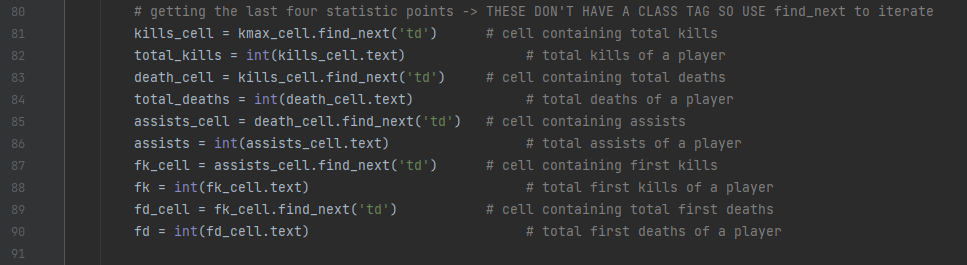 80 # getting the last four statistic points -> THESE DON'T HAVE A CLASS TAG SO USE find_next to iterate
81 kills_cell = kmax_cell.find_next('td') # cell containing total kills
82 total_kills = int(kills_cell.text) # total kills of a player
83 death_cell = kills_cell.find_next('td') # cell containing total deaths
84 total_deaths = int(death_cell.text) # total deaths of a player
85 assists_cell = death_cell.find_next('td') # cell containing assists
86 assists = int(assists_cell.text) # total assists of a player
87 fk_cell = assists_cell.find_next('td') # cell containing first kills
88 fk = int(fk_cell.text) # total first kills of a player
89 fd_cell = fk_cell.find_next('td') # cell containing total first deaths
90 fd = int(fd_cell.text) # total first deaths of a player
91